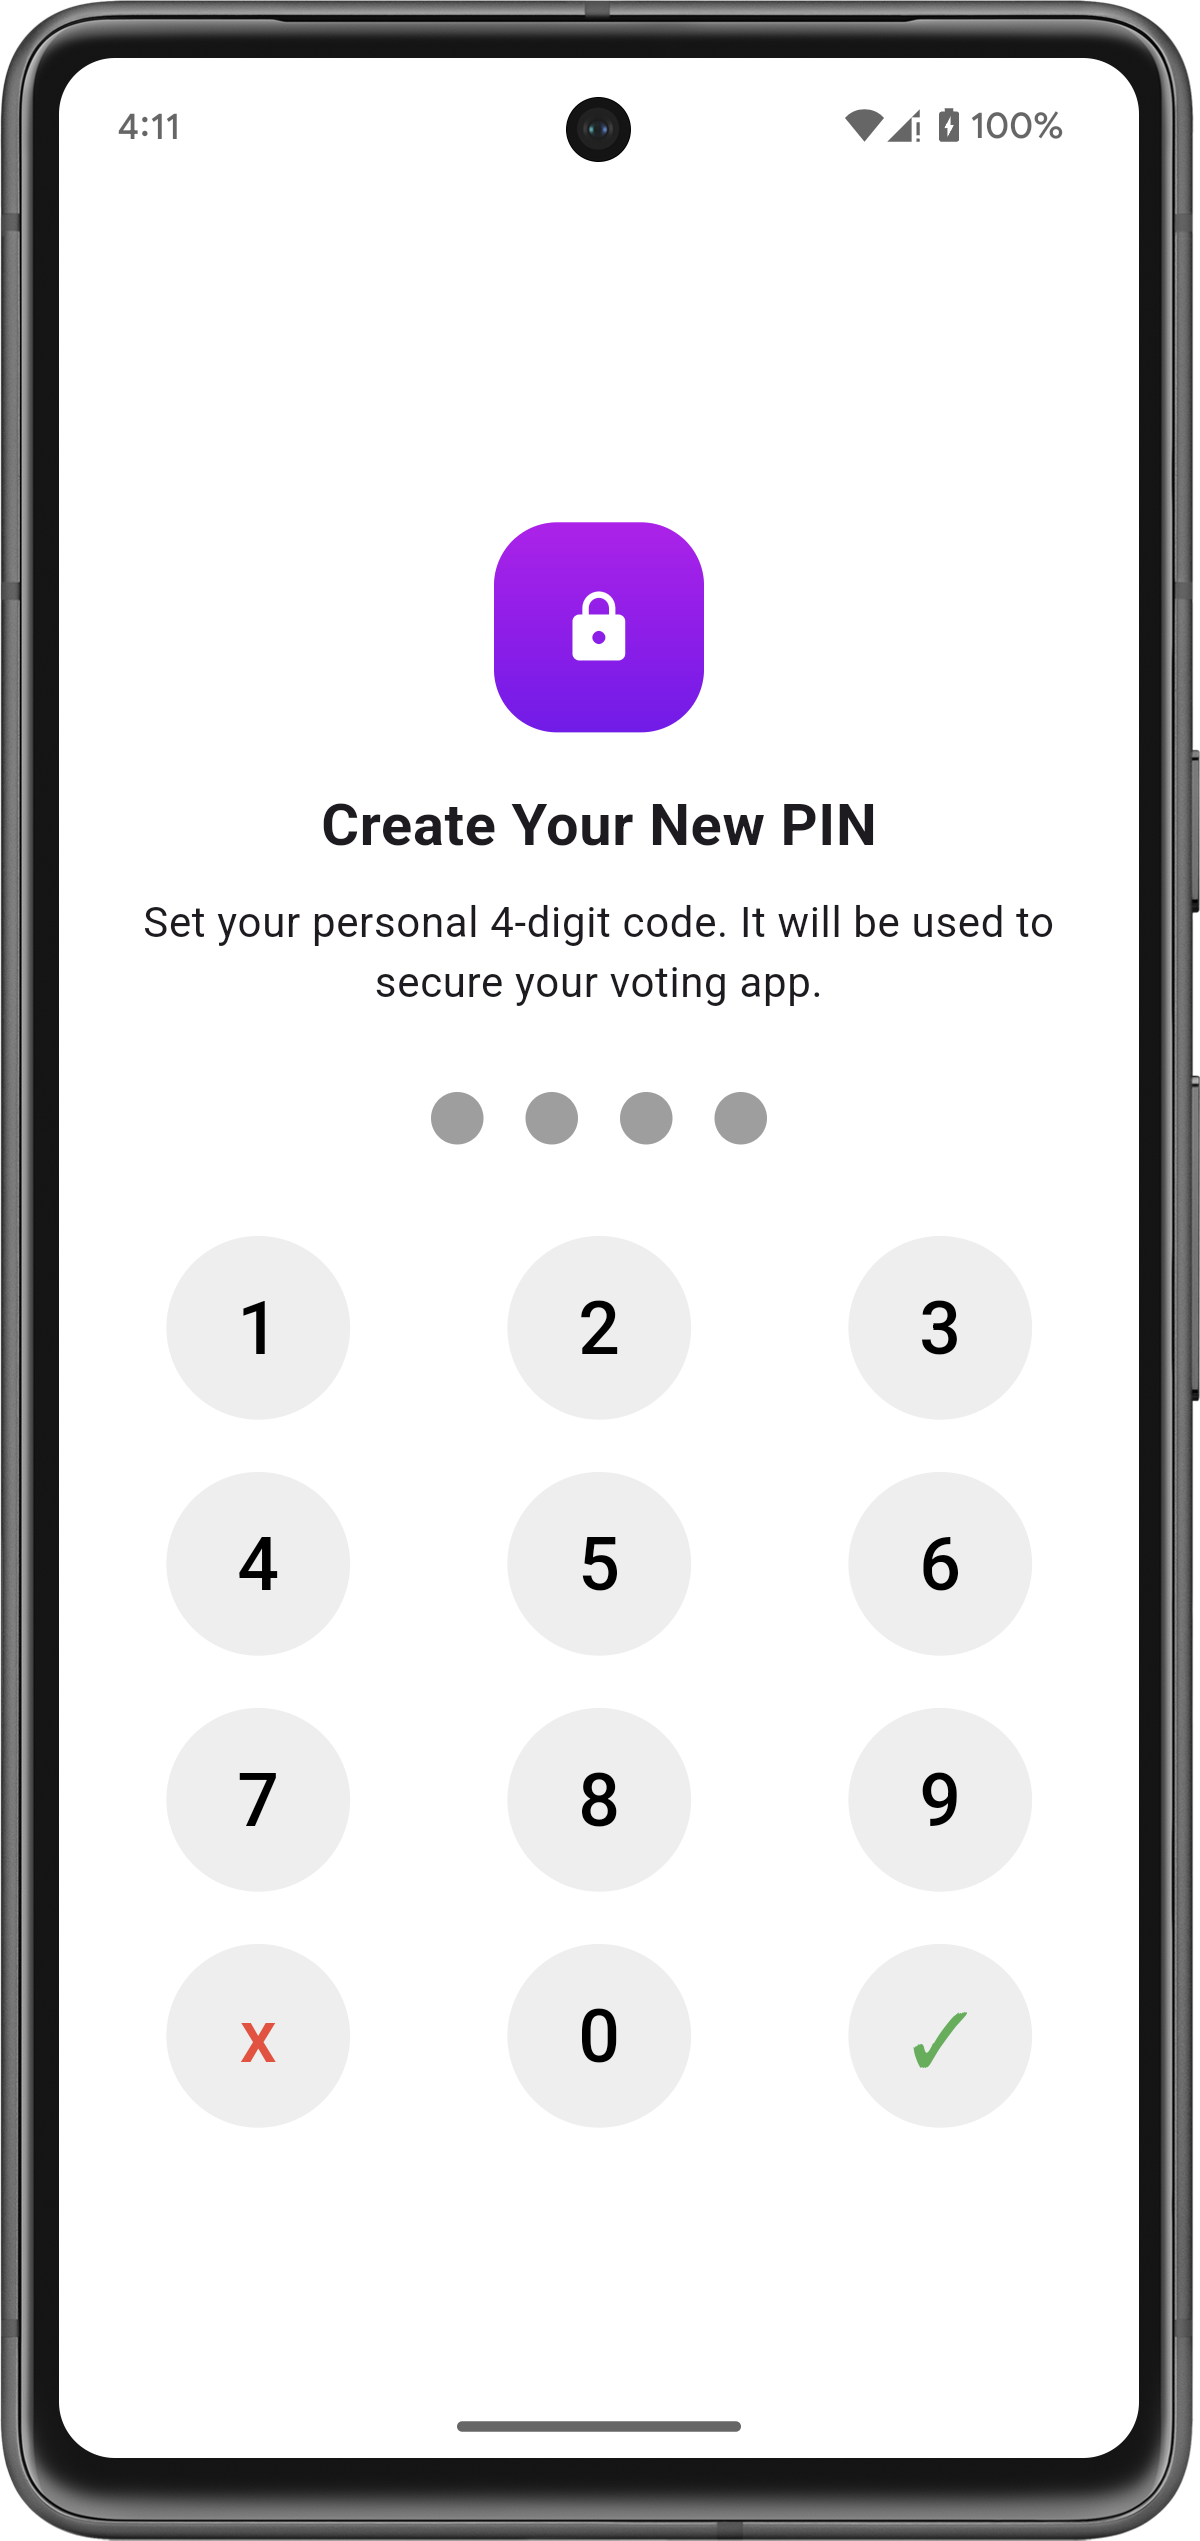 4:11 100%
Create Your New PIN
Set your personal 4-digit code. It will be used to
secure your voting app.
1 2 3
4 5 6
7 8 9
x 0 ✓